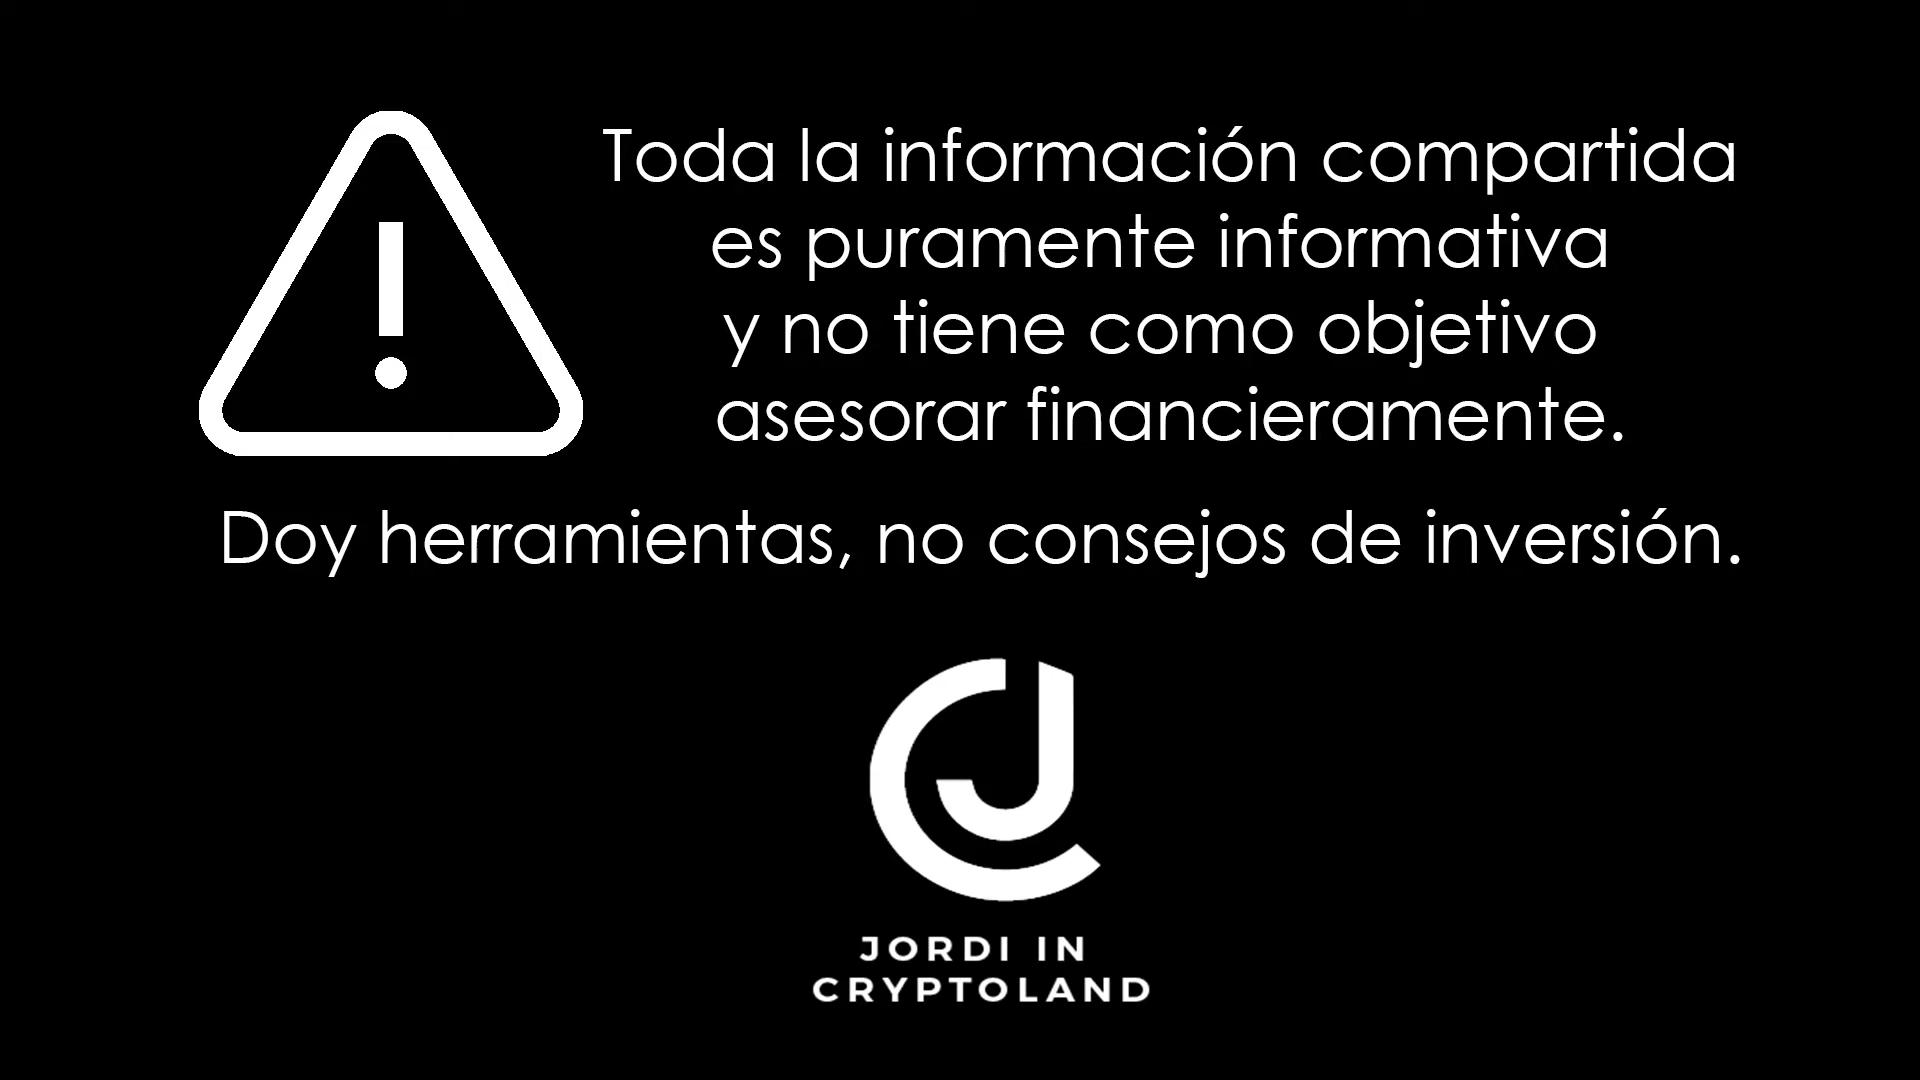 Toda la información compartida
es puramente informativa
y no tiene como objetivo
asesorar financieramente.
Doy herramientas, no consejos de inversión.
JORDI IN
CRYPTOLAND